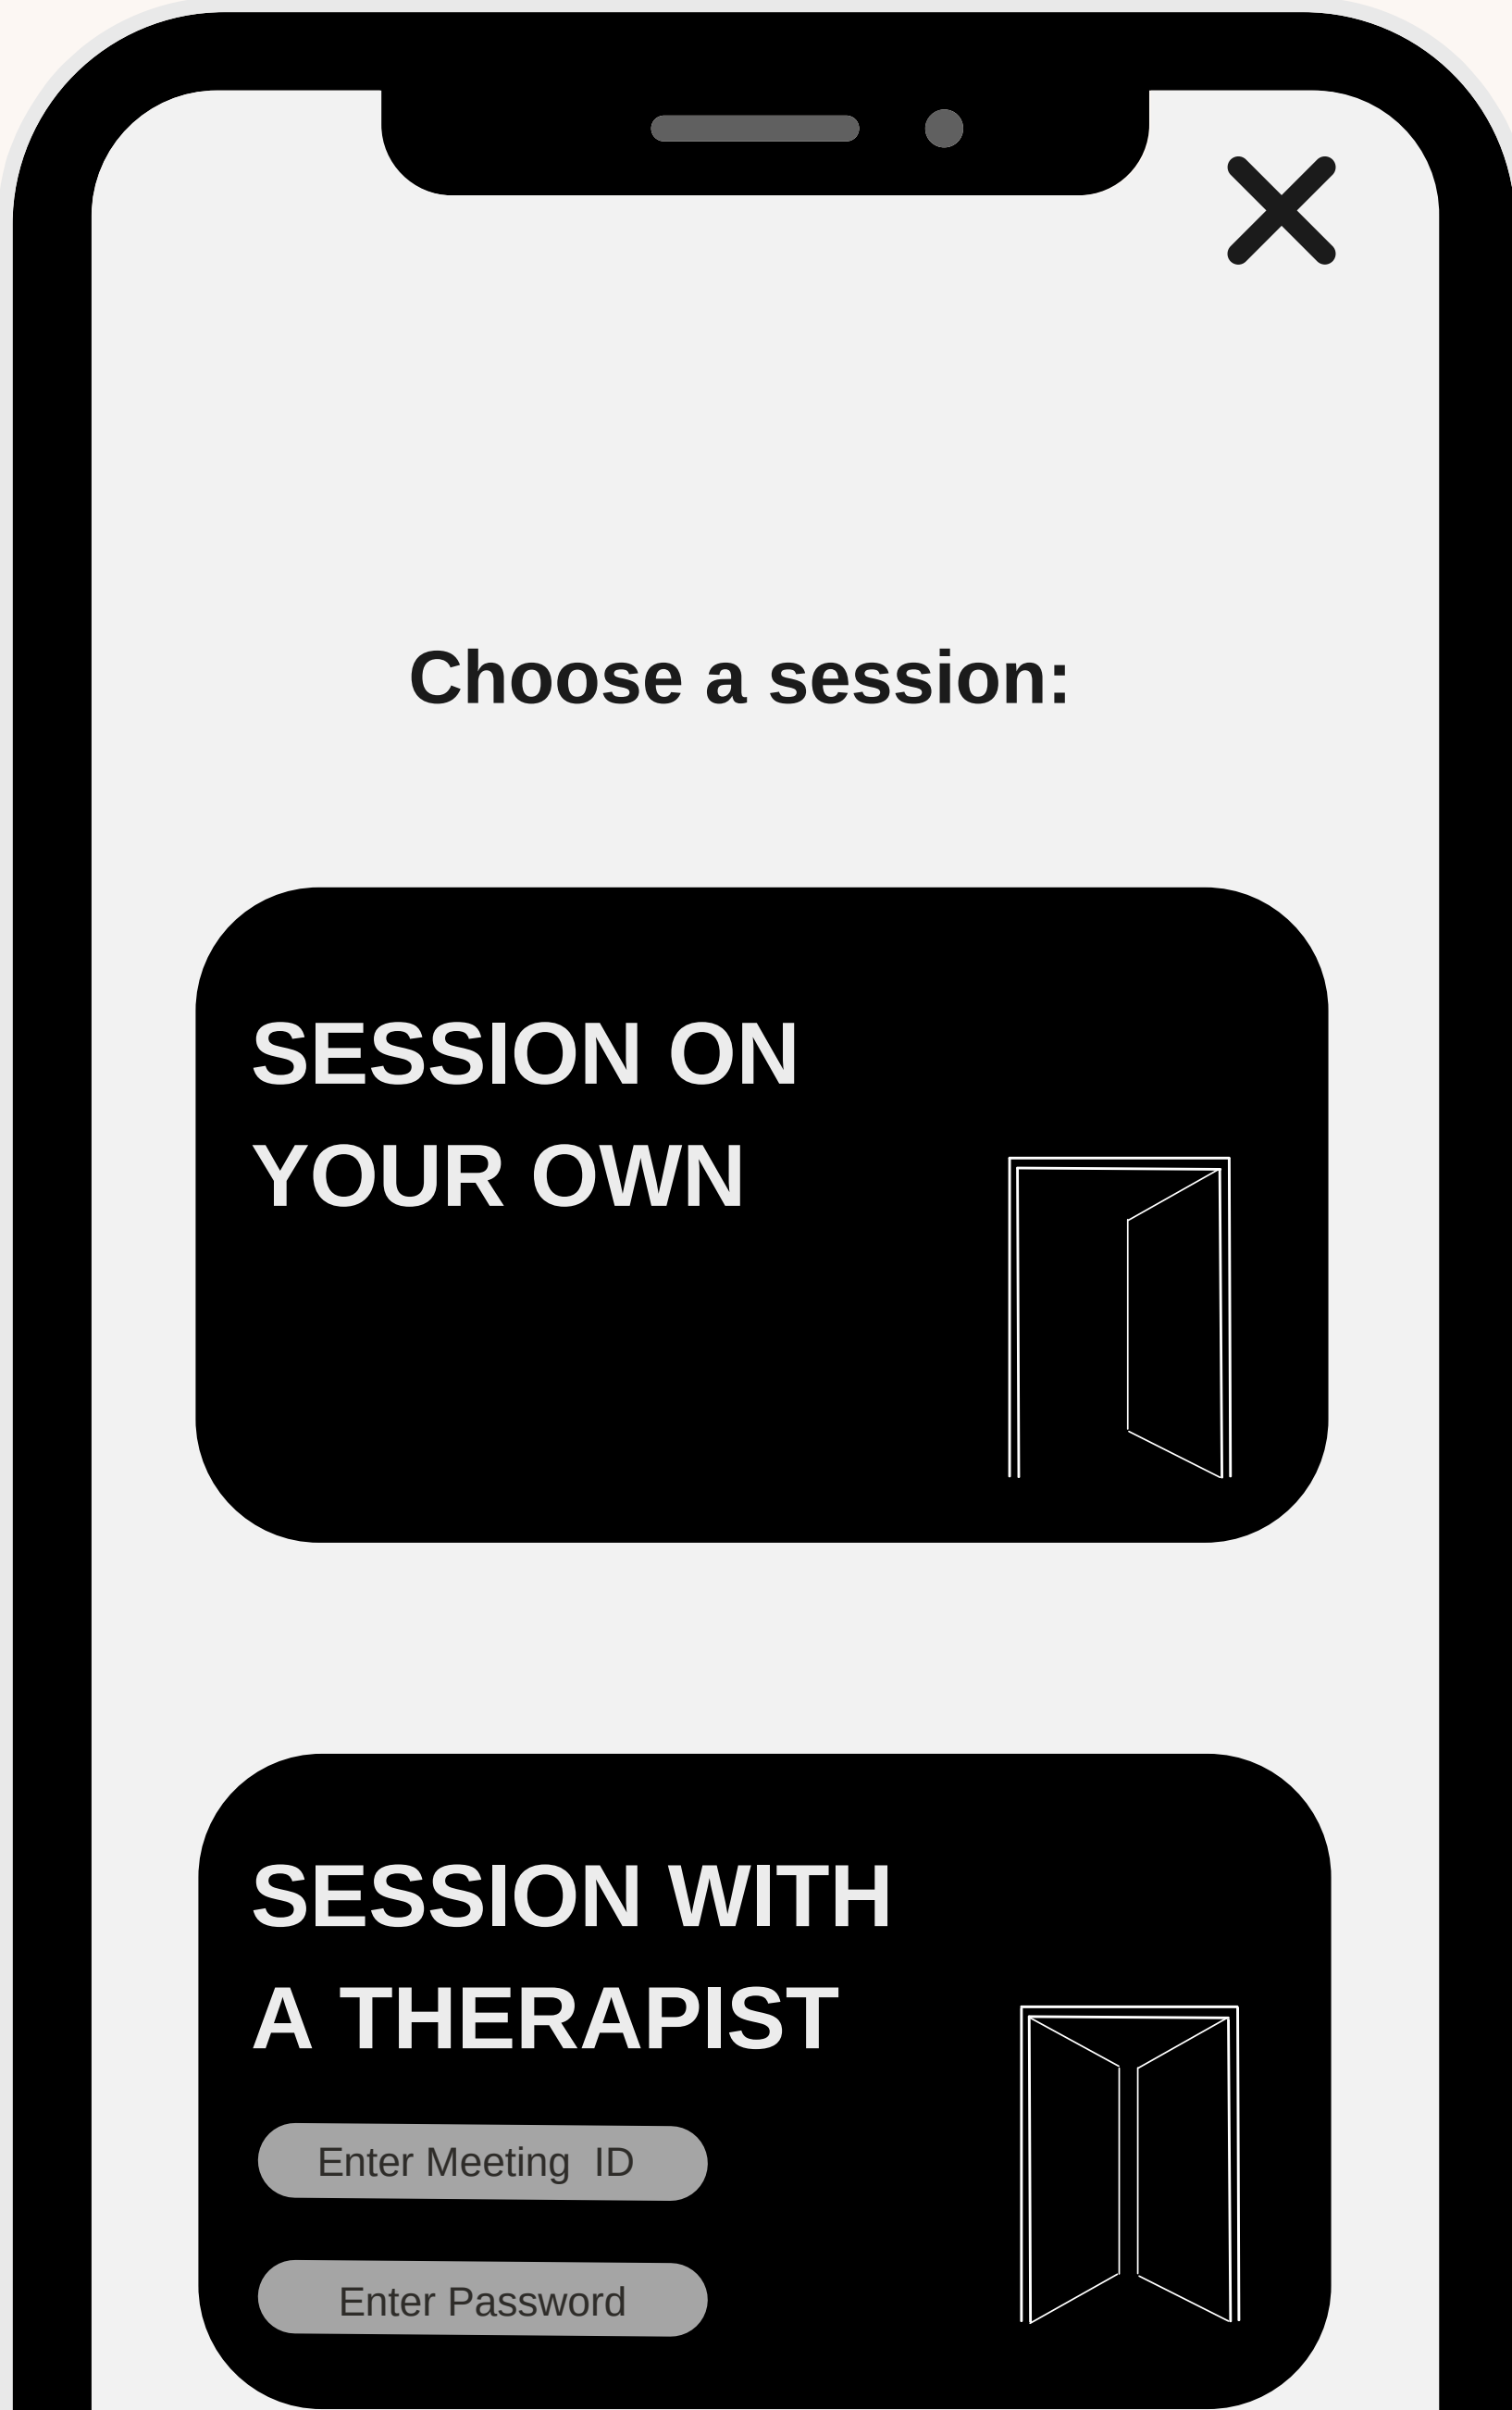 Choose a session:
SESSION ON
YOUR OWN
SESSION WITH
A THERAPIST
Enter Meeting  ID
Enter Password